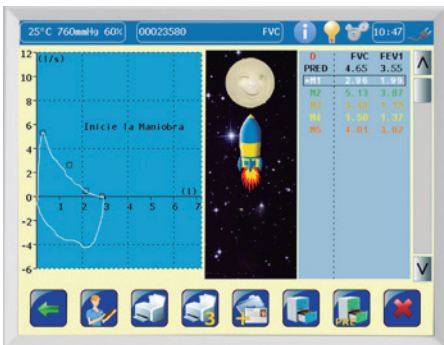 25°C 760mmHg 60% 00023580 FVC 10:47
12 (l/s)
10
8
6
4
2
0
-2
-4
-6
Inicie la Maniobra
(l)
1 2 3 4 5 6 7
D FVC FEV1
PRED 4.65 3.55
*M1 2.96 1.99
M2 5.13 3.87
M3
M4 1.50 1.37
M5 4.01 3.02
3
PRE